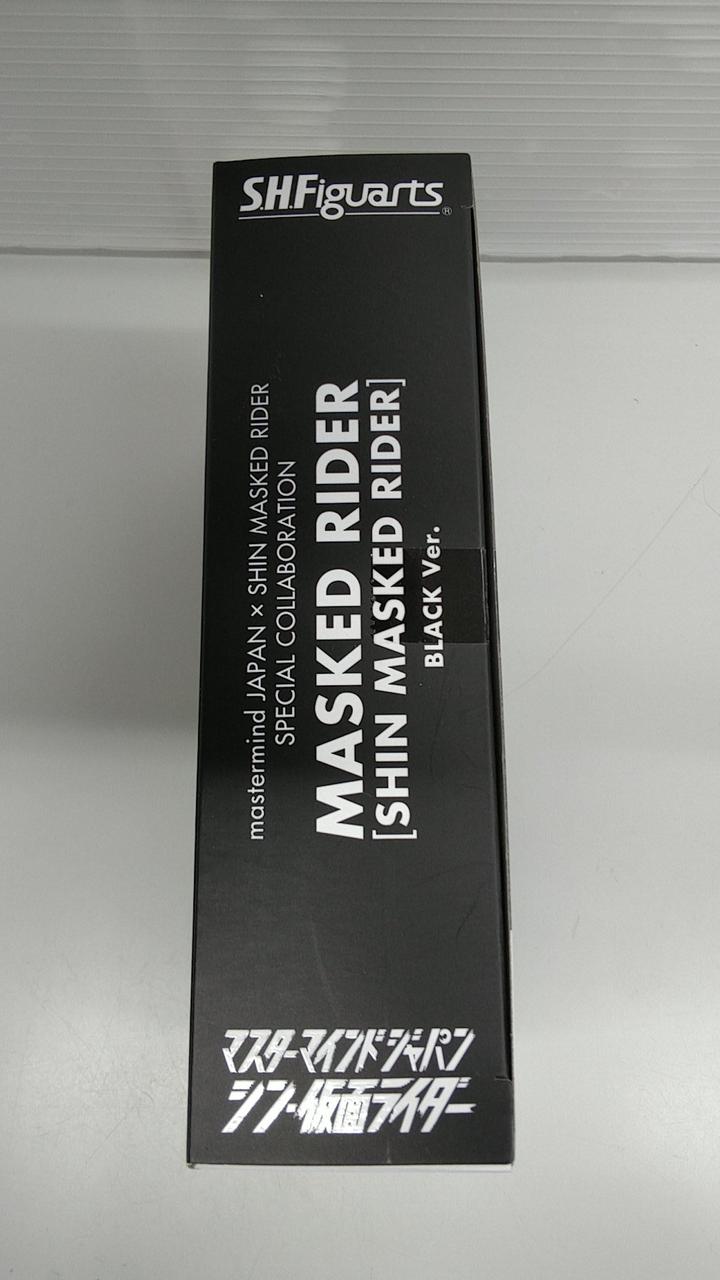 S.H.Figuarts®
mastermind JAPAN × SHIN MASKED RIDER
SPECIAL COLLABORATION
MASKED RIDER
[SHIN MASKED RIDER]
BLACK Ver.
マスターマインド・ジャパン
シン・仮面ライダー